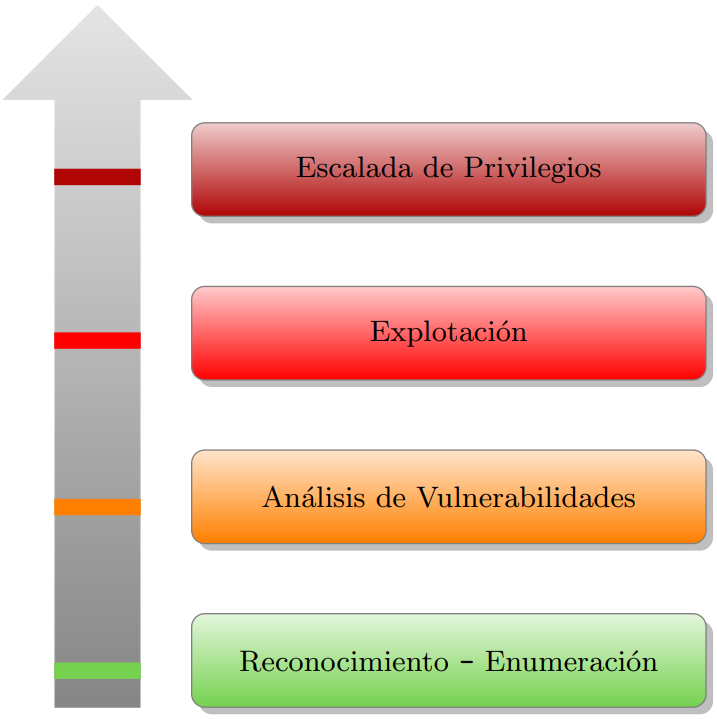 Escalada de Privilegios
Explotación
Análisis de Vulnerabilidades
Reconocimiento - Enumeración